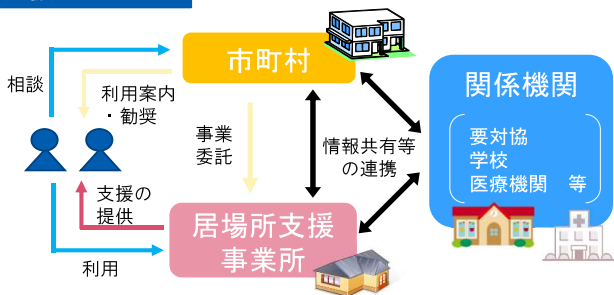 市町村
相談
利用案内
・勧奨
事業
委託
情報共有等
の連携
関係機関
要対協
学校
医療機関　等
支援の
提供
居場所支援
事業所
利用